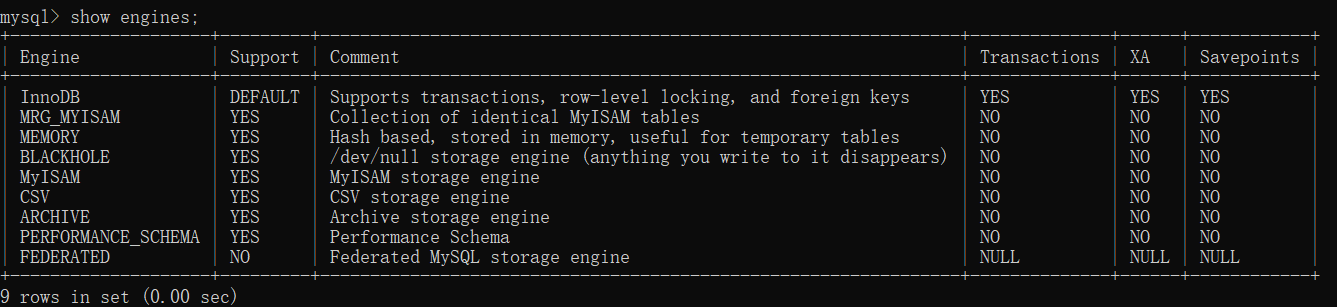 mysql> show engines;
+--------------------+---------+----------------------------------------------------------------+--------------+------+------------+
| Engine             | Support | Comment                                                        | Transactions | XA   | Savepoints |
+--------------------+---------+----------------------------------------------------------------+--------------+------+------------+
| InnoDB             | DEFAULT | Supports transactions, row-level locking, and foreign keys     | YES          | YES  | YES        |
| MRG_MYISAM         | YES     | Collection of identical MyISAM tables                          | NO           | NO   | NO         |
| MEMORY             | YES     | Hash based, stored in memory, useful for temporary tables      | NO           | NO   | NO         |
| BLACKHOLE          | YES     | /dev/null storage engine (anything you write to it disappears) | NO           | NO   | NO         |
| MyISAM             | YES     | MyISAM storage engine                                          | NO           | NO   | NO         |
| CSV                | YES     | CSV storage engine                                             | NO           | NO   | NO         |
| ARCHIVE            | YES     | Archive storage engine                                         | NO           | NO   | NO         |
| PERFORMANCE_SCHEMA | YES     | Performance Schema                                             | NO           | NO   | NO         |
| FEDERATED          | NO      | Federated MySQL storage engine                                 | NULL         | NULL | NULL       |
+--------------------+---------+----------------------------------------------------------------+--------------+------+------------+
9 rows in set (0.00 sec)